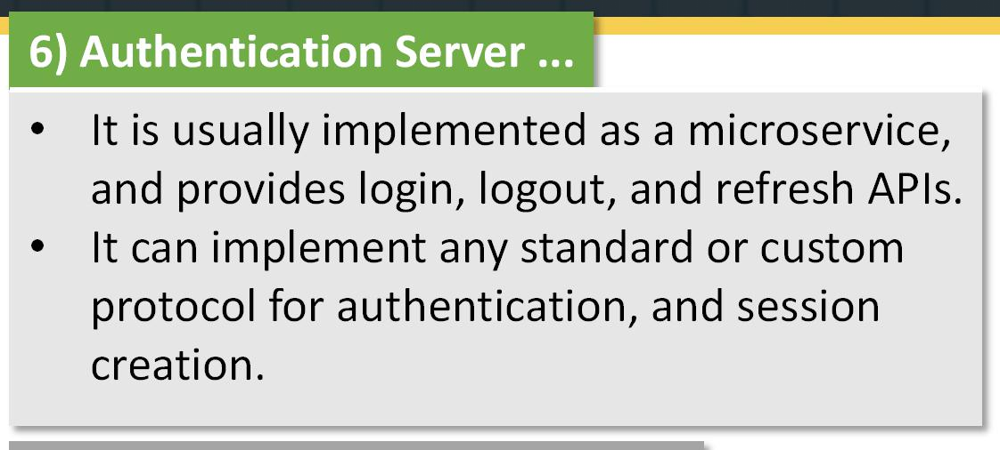 6) Authentication Server ...
• It is usually implemented as a microservice,
and provides login, logout, and refresh APIs.
• It can implement any standard or custom
protocol for authentication, and session
creation.